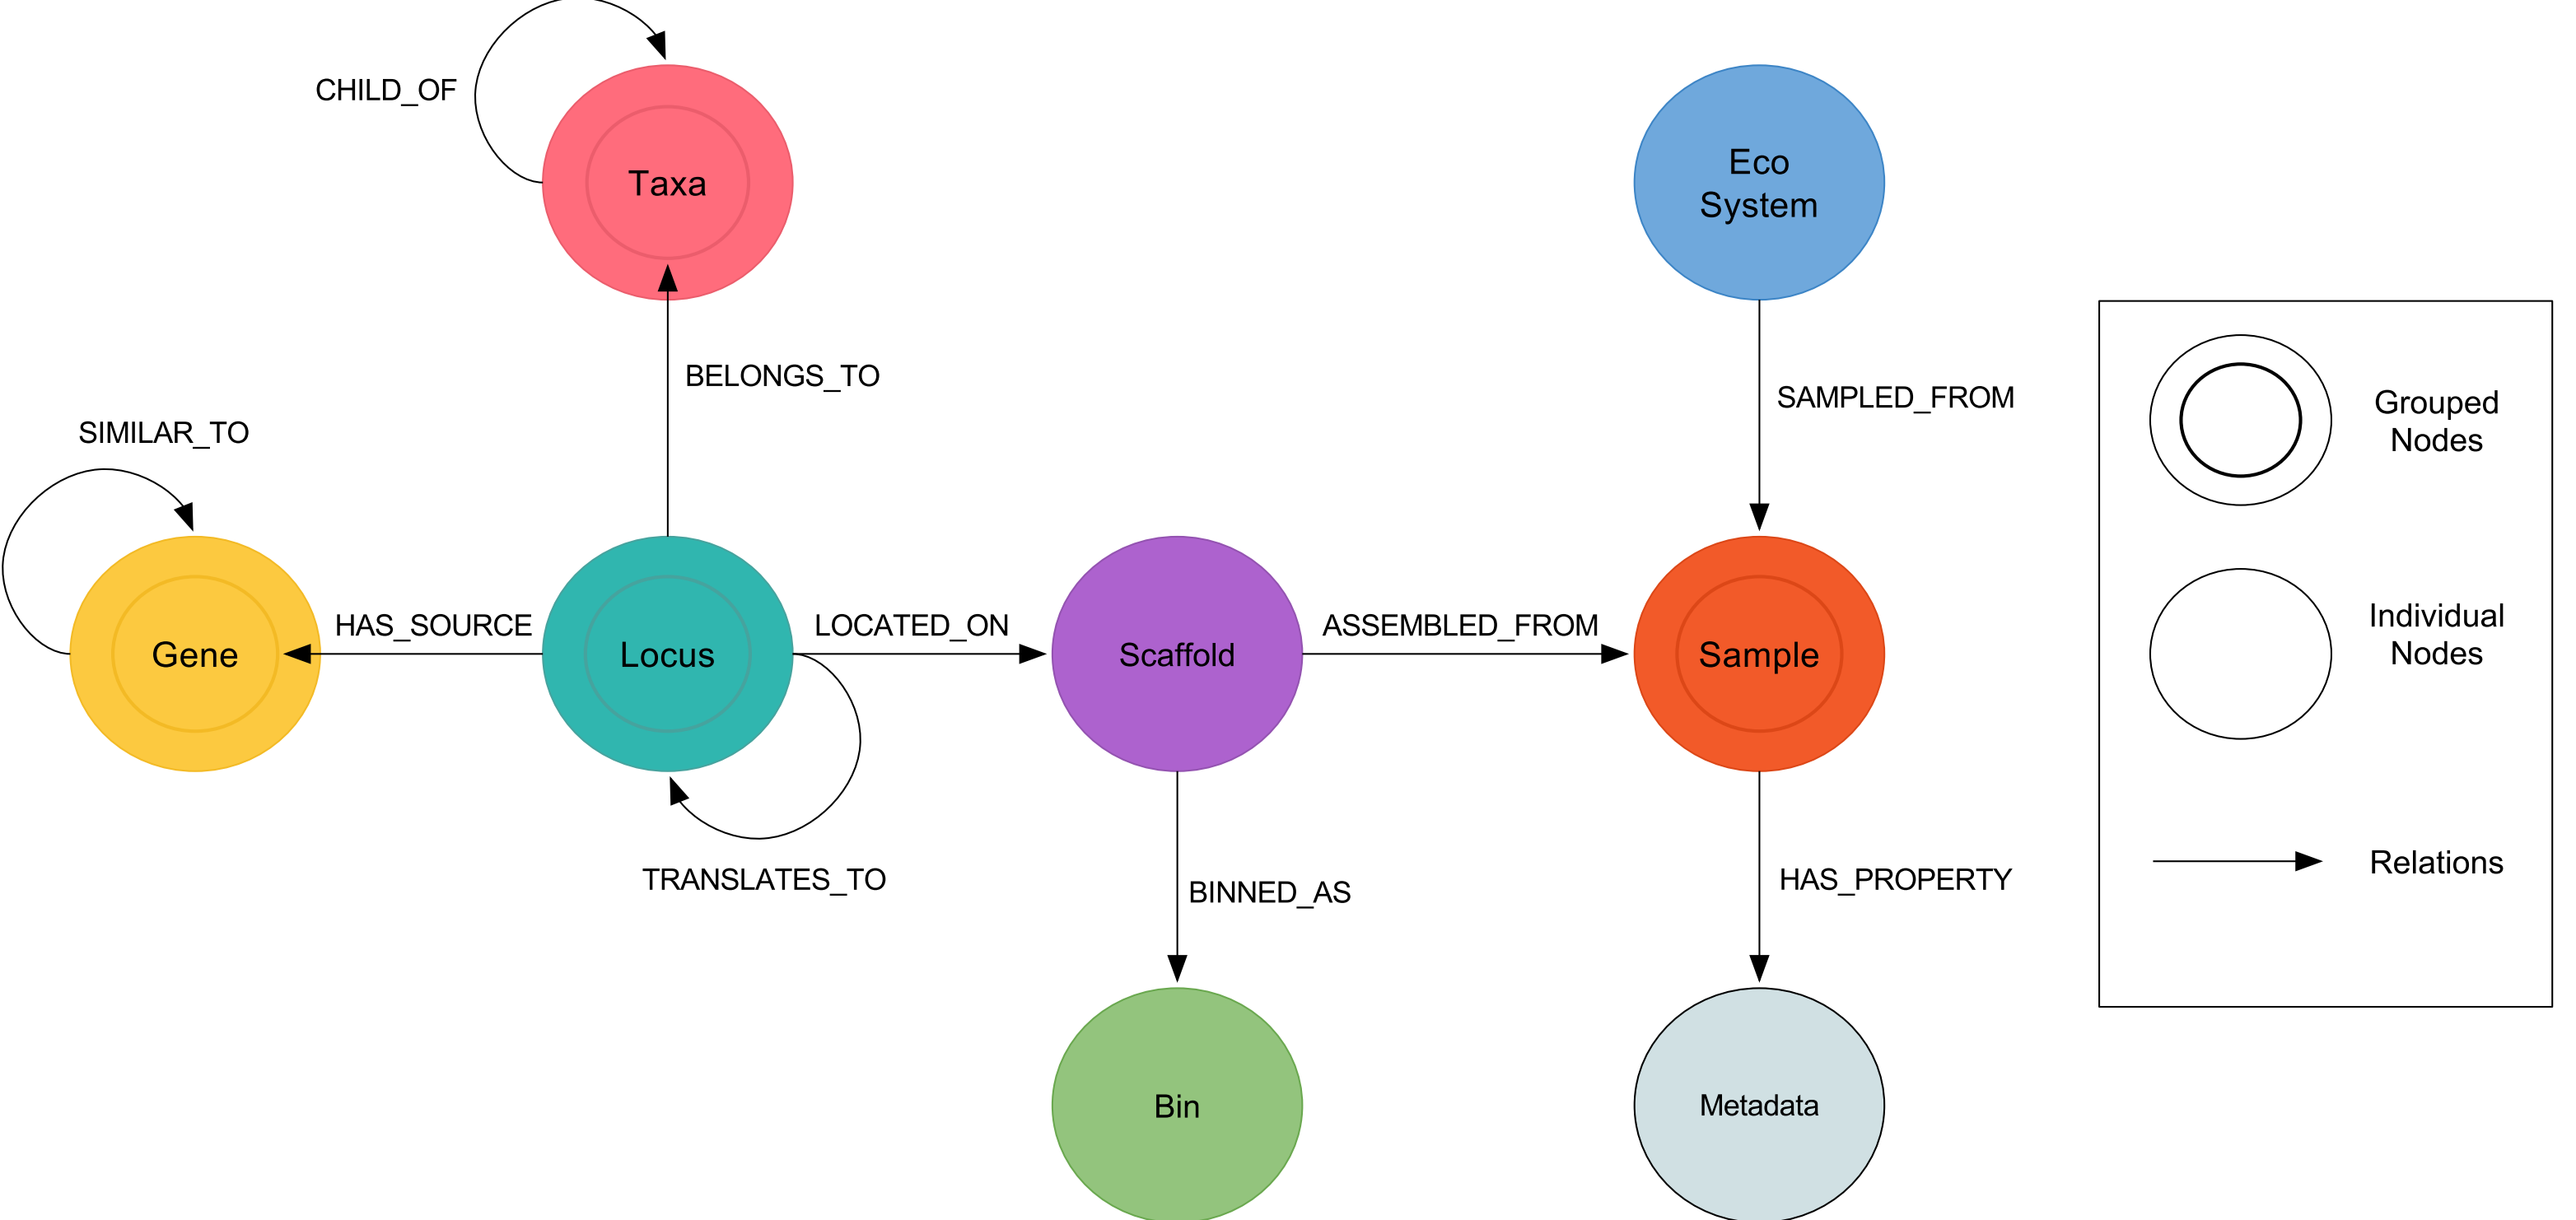 CHILD_OF
Taxa
Eco
System
BELONGS_TO
SAMPLED_FROM
SIMILAR_TO
Gene
HAS_SOURCE
Locus
LOCATED_ON
Scaffold
ASSEMBLED_FROM
Sample
TRANSLATES_TO
BINNED_AS
HAS_PROPERTY
Bin
Metadata
Grouped
Nodes
Individual
Nodes
Relations